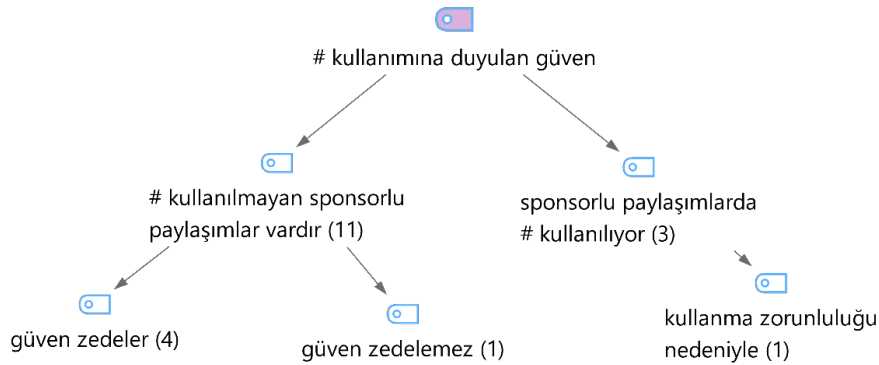 # kullanımına duyulan güven
# kullanılmayan sponsorlu
paylaşımlar vardır (11)
sponsorlu paylaşımlarda
# kullanılıyor (3)
güven zedeler (4)
güven zedelemez (1)
kullanma zorunluluğu
nedeniyle (1)